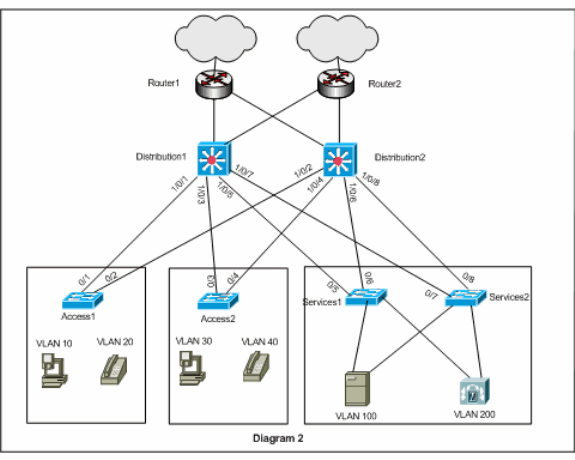 Router1
Router2
Distribution1
Distribution2
1/0/1
1/0/3
1/0/5
1/0/7
1/0/2
1/0/4
1/0/6
1/0/8
0/1
0/2
0/3
0/4
0/5
0/6
0/7
0/8
Access1
Access2
Services1
Services2
VLAN 10
VLAN 20
VLAN 30
VLAN 40
VLAN 100
VLAN 200
Diagram 2